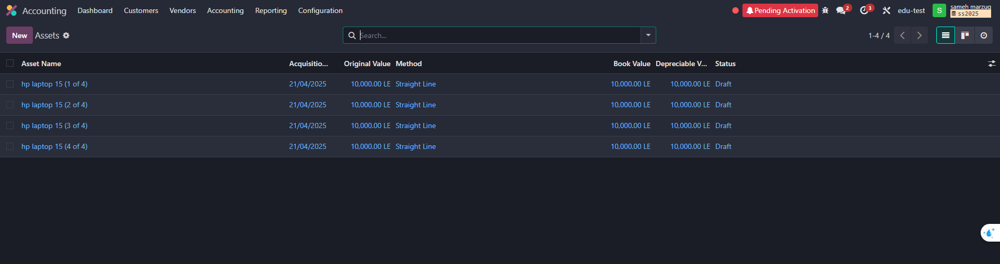 Accounting Dashboard Customers Vendors Accounting Reporting Configuration Pending Activation 2 3 edu-test S sameh marzuq
ss2025
New Assets Search... 1-4 / 4
Asset Name Acquisitio... Original Value Method Book Value Depreciable V... Status
hp laptop 15 (1 of 4) 21/04/2025 10,000.00 LE Straight Line 10,000.00 LE 10,000.00 LE Draft
hp laptop 15 (2 of 4) 21/04/2025 10,000.00 LE Straight Line 10,000.00 LE 10,000.00 LE Draft
hp laptop 15 (3 of 4) 21/04/2025 10,000.00 LE Straight Line 10,000.00 LE 10,000.00 LE Draft
hp laptop 15 (4 of 4) 21/04/2025 10,000.00 LE Straight Line 10,000.00 LE 10,000.00 LE Draft